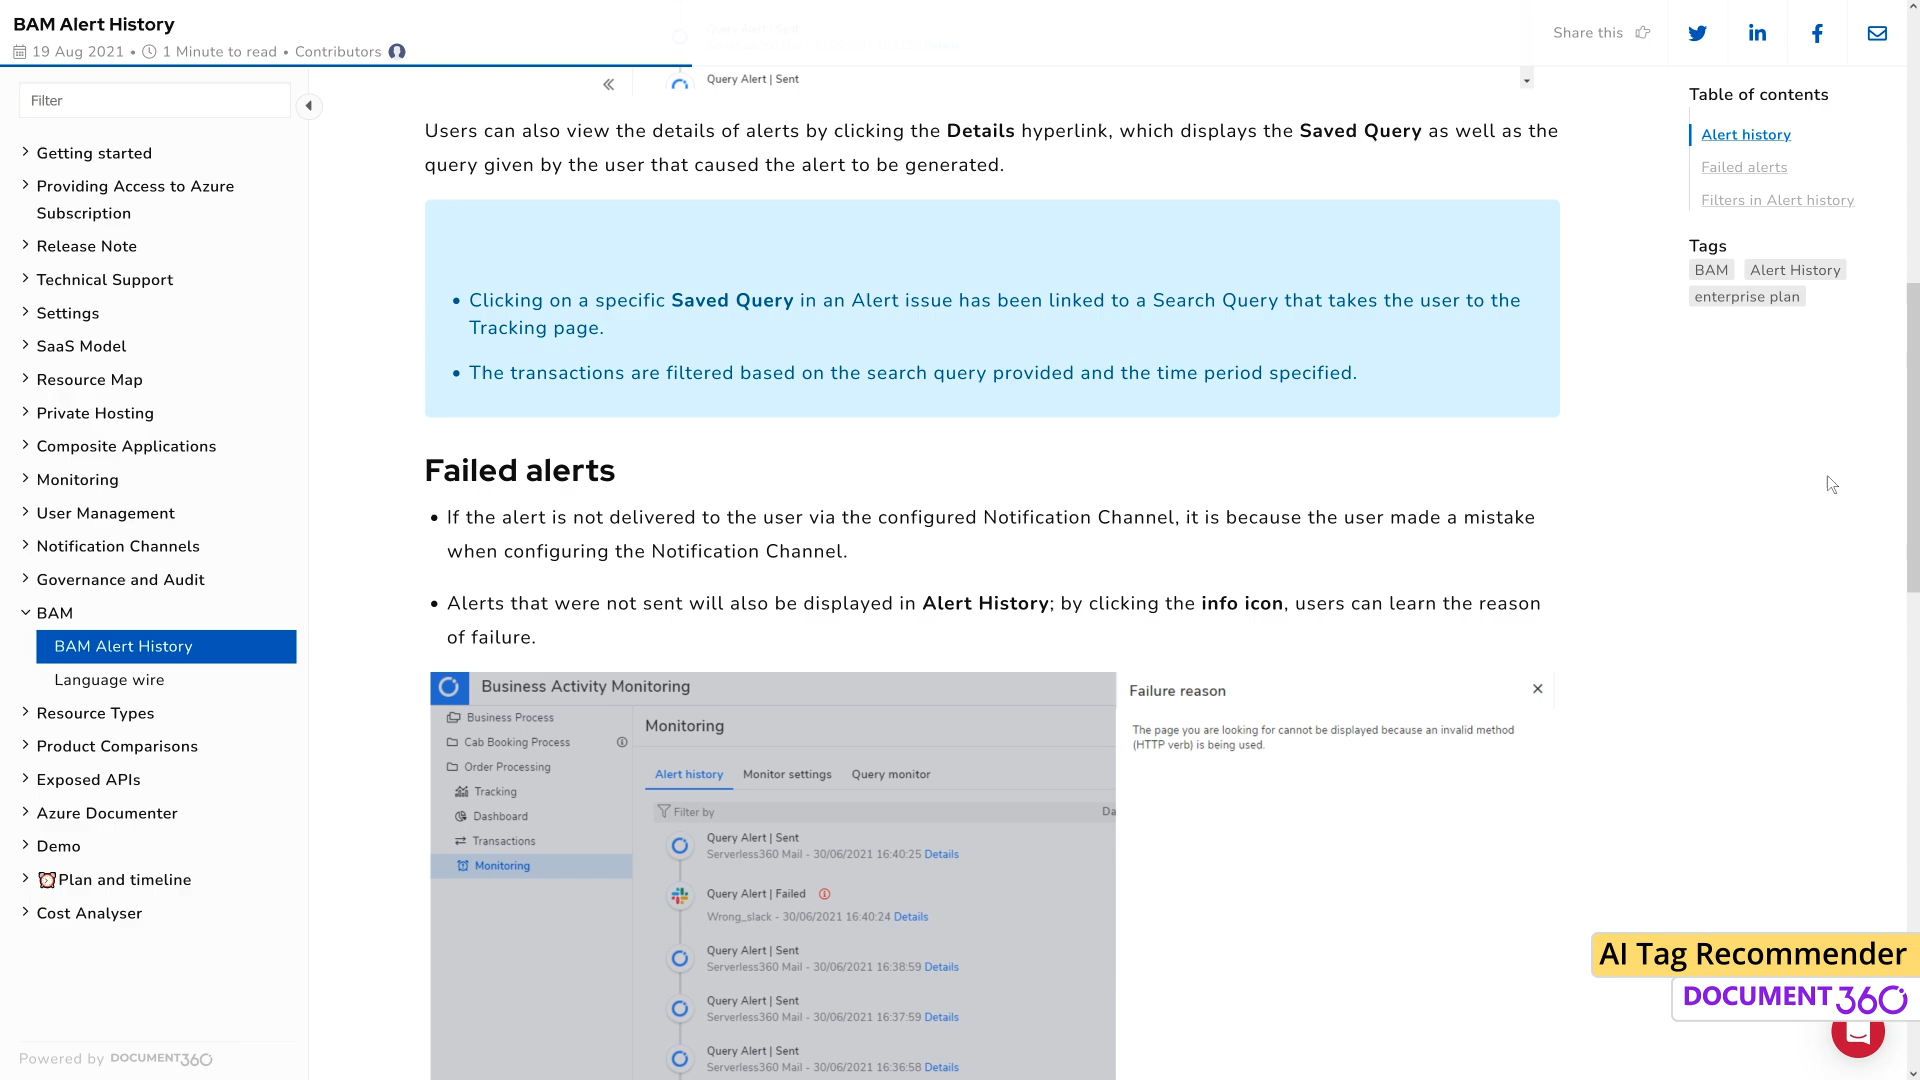 BAM Alert History
19 Aug 2021 • 1 Minute to read • Contributors
Share this
Query Alert | Sent
Filter
Getting started
Providing Access to Azure
Subscription
Release Note
Technical Support
Settings
SaaS Model
Resource Map
Private Hosting
Composite Applications
Monitoring
User Management
Notification Channels
Governance and Audit
BAM
BAM Alert History
Language wire
Resource Types
Product Comparisons
Exposed APIs
Azure Documenter
Demo
⏰Plan and timeline
Cost Analyser
Powered by DOCUMENT360
Users can also view the details of alerts by clicking the Details hyperlink, which displays the Saved Query as well as the
query given by the user that caused the alert to be generated.
• Clicking on a specific Saved Query in an Alert issue has been linked to a Search Query that takes the user to the
Tracking page.
• The transactions are filtered based on the search query provided and the time period specified.
Failed alerts
• If the alert is not delivered to the user via the configured Notification Channel, it is because the user made a mistake
when configuring the Notification Channel.
• Alerts that were not sent will also be displayed in Alert History; by clicking the info icon, users can learn the reason
of failure.
Business Activity Monitoring
Business Process
Cab Booking Process
Order Processing
Tracking
Dashboard
Transactions
Monitoring
Monitoring
Alert history Monitor settings Query monitor
Filter by Da
Query Alert | Sent
Serverless360 Mail - 30/06/2021 16:40:25 Details
Query Alert | Failed
Wrong_slack - 30/06/2021 16:40:24 Details
Query Alert | Sent
Serverless360 Mail - 30/06/2021 16:38:59 Details
Query Alert | Sent
Serverless360 Mail - 30/06/2021 16:37:59 Details
Query Alert | Sent
Serverless360 Mail - 30/06/2021 16:36:58 Details
Failure reason
The page you are looking for cannot be displayed because an invalid method
(HTTP verb) is being used.
Table of contents
Alert history
Failed alerts
Filters in Alert history
Tags
BAM Alert History
enterprise plan
AI Tag Recommender
DOCUMENT360